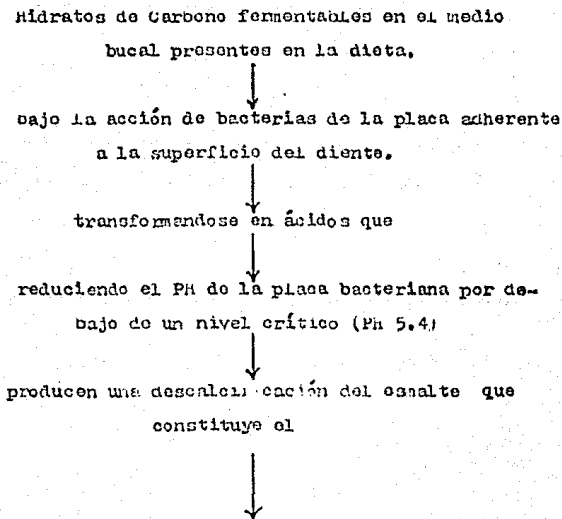 Hidratos de Carbono fermentables en el medio
bucal presentes en la dieta.
bajo la acción de bacterias de la placa adherente
a la superficie del diente.
transformandose en ácidos que
reduciendo el PH de la placa bacteriana por de-
bajo de un nivel crítico (Ph 5.4)
producen una descalcificación del esmalte que
constituye el